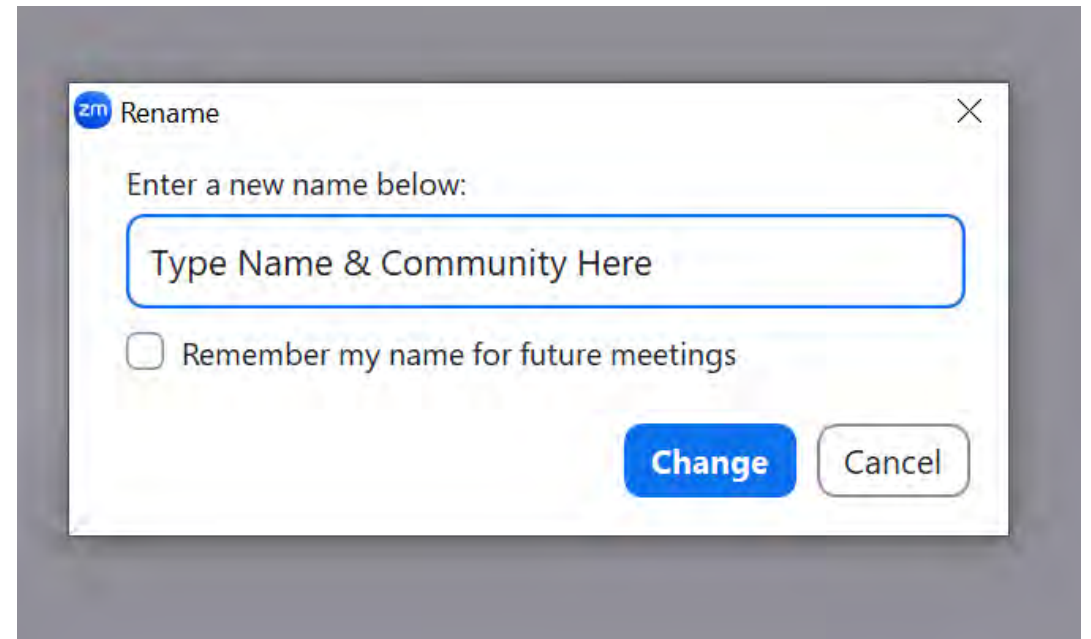 zm Rename
Enter a new name below:
Type Name & Community Here
Remember my name for future meetings
Change Cancel